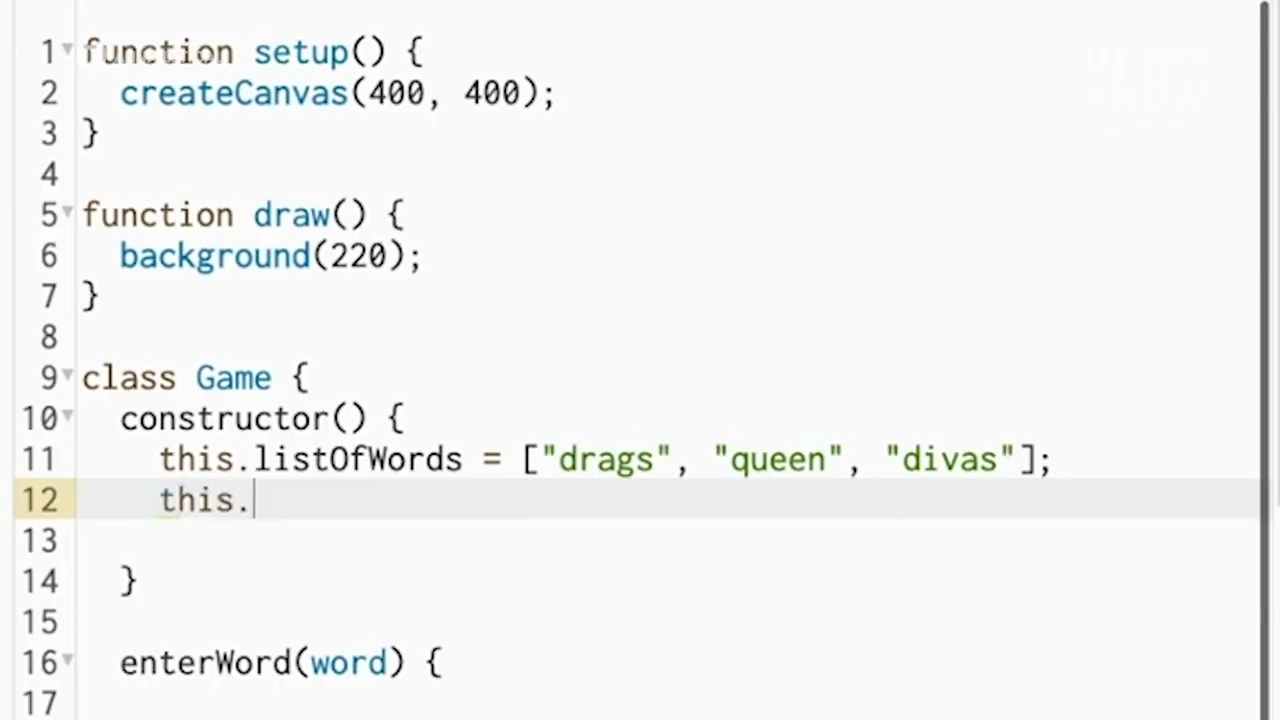 1 function setup() {
2 createCanvas(400, 400);
3 }
4
5 function draw() {
6 background(220);
7 }
8
9 class Game {
10 constructor() {
11 this.listOfWords = ["drags", "queen", "divas"];
12 this.
13
14 }
15
16 enterWord(word) {
17